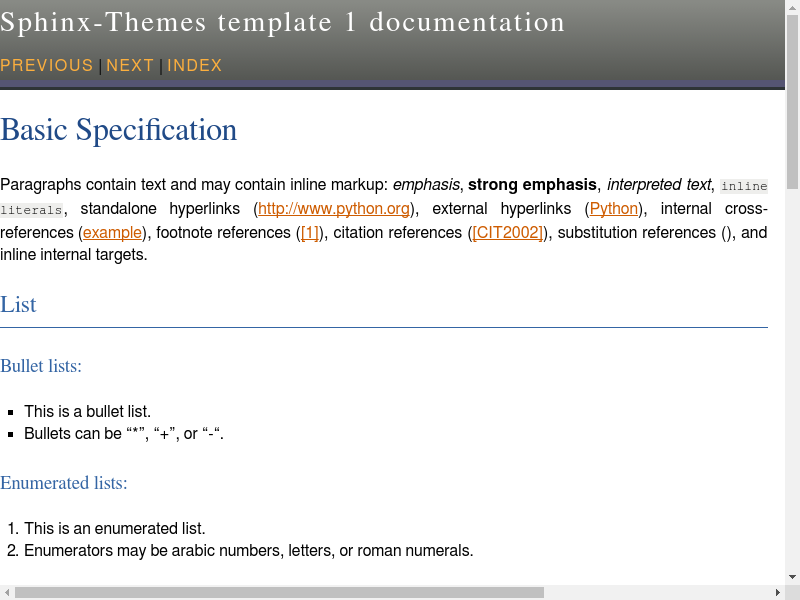 Sphinx-Themes template 1 documentation
PREVIOUS | NEXT | INDEX
Basic Specification
Paragraphs contain text and may contain inline markup: emphasis, strong emphasis, interpreted text, inline
literals, standalone hyperlinks (http://www.python.org), external hyperlinks (Python), internal cross-
references (example), footnote references ([1]), citation references ([CIT2002]), substitution references (), and
inline internal targets.
List
Bullet lists:
▪ This is a bullet list.
▪ Bullets can be “*”, “+”, or “-“.
Enumerated lists:
1. This is an enumerated list.
2. Enumerators may be arabic numbers, letters, or roman numerals.